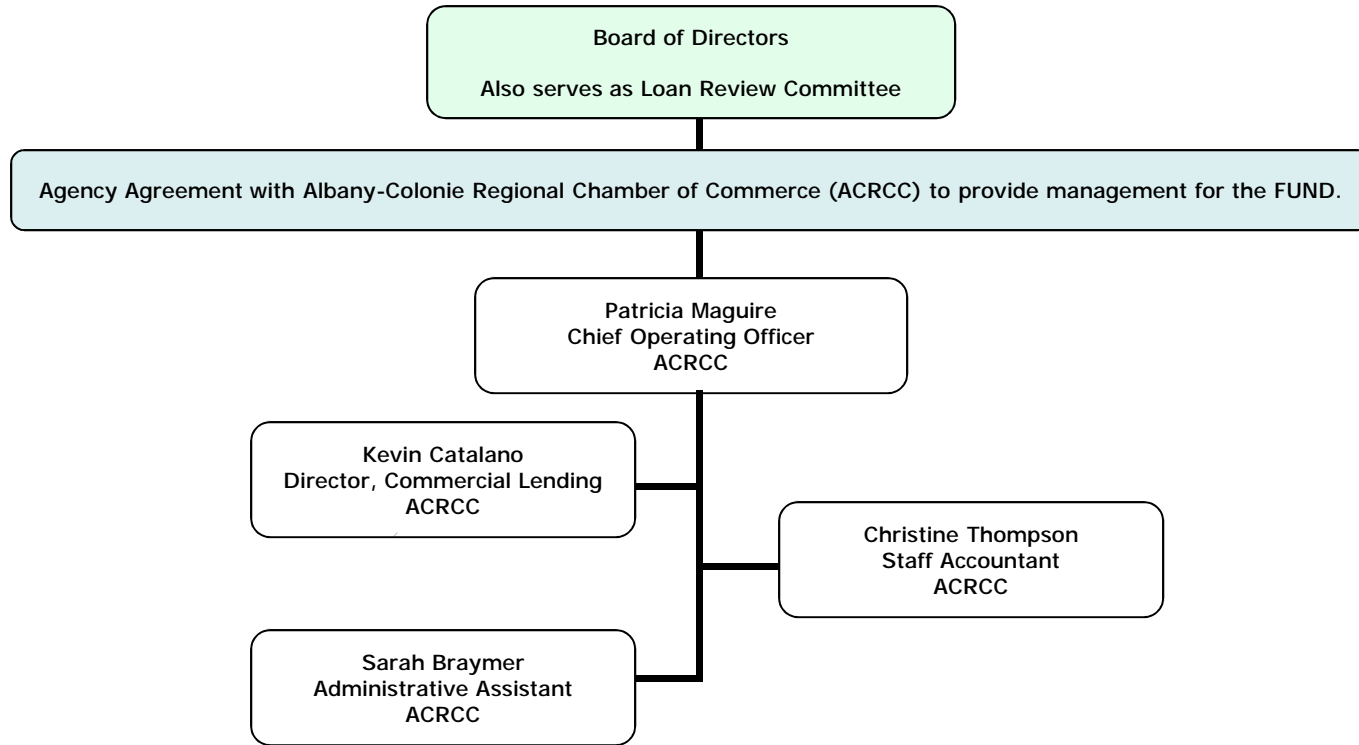 Board of Directors
Also serves as Loan Review Committee
Agency Agreement with Albany-Colonie Regional Chamber of Commerce (ACRCC) to provide management for the FUND.
Patricia Maguire
Chief Operating Officer
ACRCC
Kevin Catalano
Director, Commercial Lending
ACRCC
Christine Thompson
Staff Accountant
ACRCC
Sarah Braymer
Administrative Assistant
ACRCC